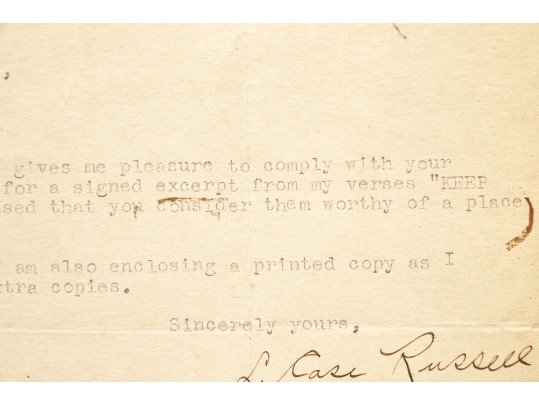 ,
gives me pleasure to comply with your
for a signed excerpt from my verses "KEEP
sed that you consider them worthy of a place
I am also enclosing a printed copy as I
xtra copies.
Sincerely yours,
L. Case Russell